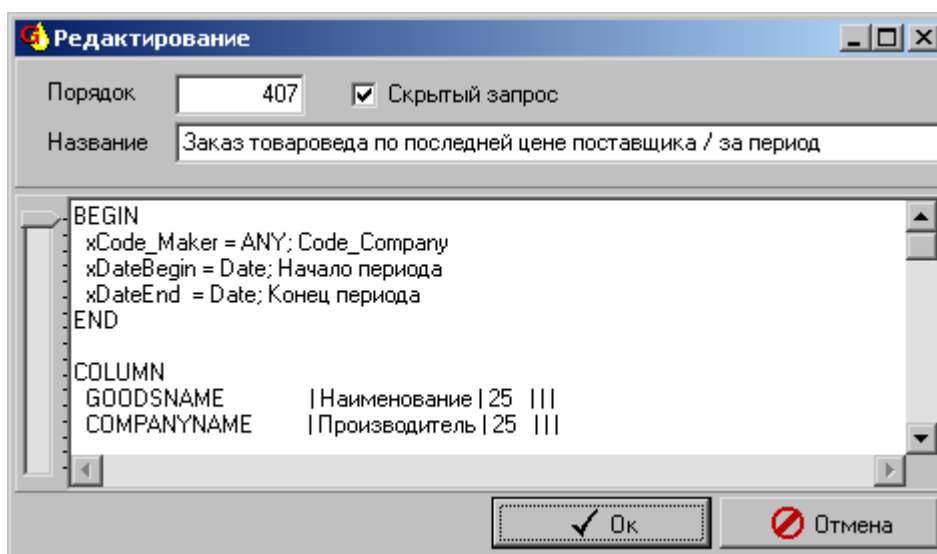 Редактирование
Порядок 407 Скрытый запрос
Название Заказ товароведа по последней цене поставщика / за период
BEGIN
xCode_Maker = ANY; Code_Company
xDateBegin = Date; Начало периода
xDateEnd = Date; Конец периода
END
COLUMN
GOODSNAME |Наименование|25 |||
COMPANYNAME |Производитель|25 |||
Ок Отмена